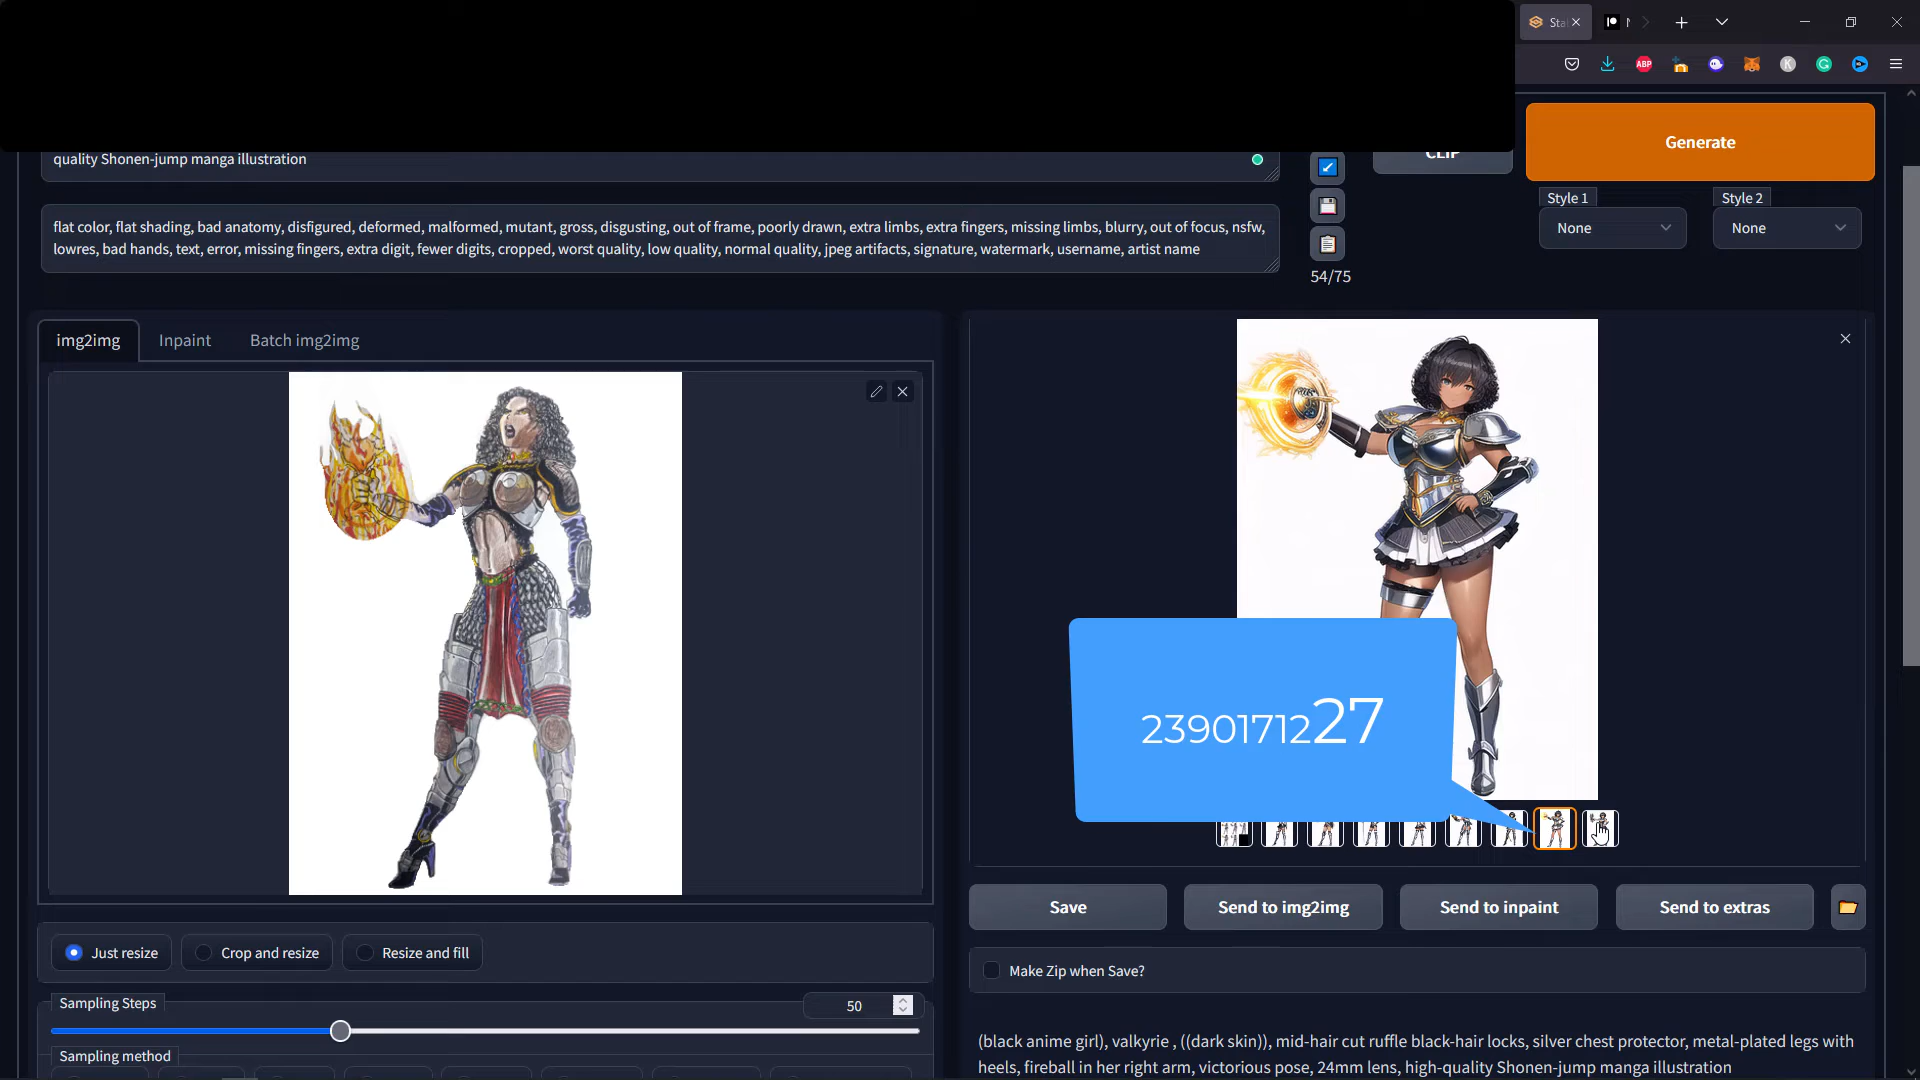 Sta
ABP
K
G
quality Shonen-jump manga illustration
CLIP
Generate
Style 1
Style 2
None
None
flat color, flat shading, bad anatomy, disfigured, deformed, malformed, mutant, gross, disgusting, out of frame, poorly drawn, extra limbs, extra fingers, missing limbs, blurry, out of focus, nsfw,
lowres, bad hands, text, error, missing fingers, extra digit, fewer digits, cropped, worst quality, low quality, normal quality, jpeg artifacts, signature, watermark, username, artist name
54/75
img2img
Inpaint
Batch img2img
2390171227
Save
Send to img2img
Send to inpaint
Send to extras
Just resize
Crop and resize
Resize and fill
Make Zip when Save?
Sampling Steps
50
Sampling method
(black anime girl), valkyrie , ((dark skin)), mid-hair cut ruffle black-hair locks, silver chest protector, metal-plated legs with
heels, fireball in her right arm, victorious pose, 24mm lens, high-quality Shonen-jump manga illustration